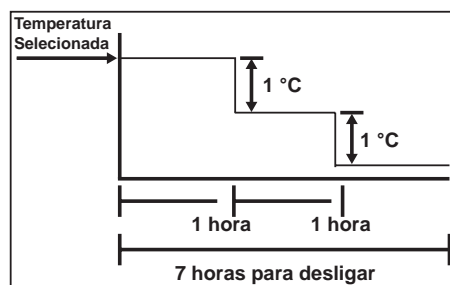 Temperatura
Selecionada
1 °C
1 °C
1 hora 1 hora
7 horas para desligar